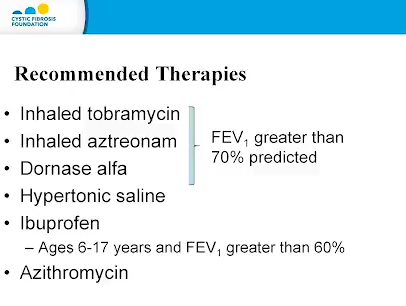 CYSTIC FIBROSIS
FOUNDATION
Recommended Therapies
• Inhaled tobramycin
• Inhaled aztreonam
• Dornase alfa
FEV1 greater than
70% predicted
• Hypertonic saline
• Ibuprofen
– Ages 6-17 years and FEV1 greater than 60%
• Azithromycin